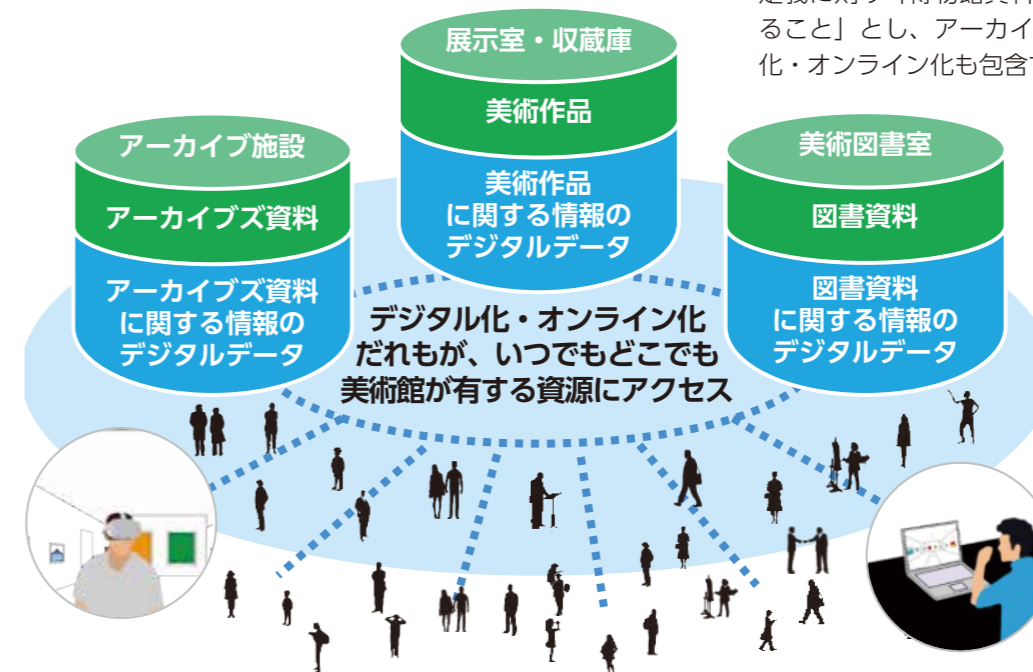 ること」とし、アーカイ
化・オンライン化も包含
展示室・収蔵庫
美術作品
美術作品
に関する情報の
デジタルデータ
アーカイブ施設
アーカイブズ資料
アーカイブズ資料
に関する情報の
デジタルデータ
美術図書室
図書資料
図書資料
に関する情報の
デジタルデータ
デジタル化・オンライン化
だれもが、いつでもどこでも
美術館が有する資源にアクセス